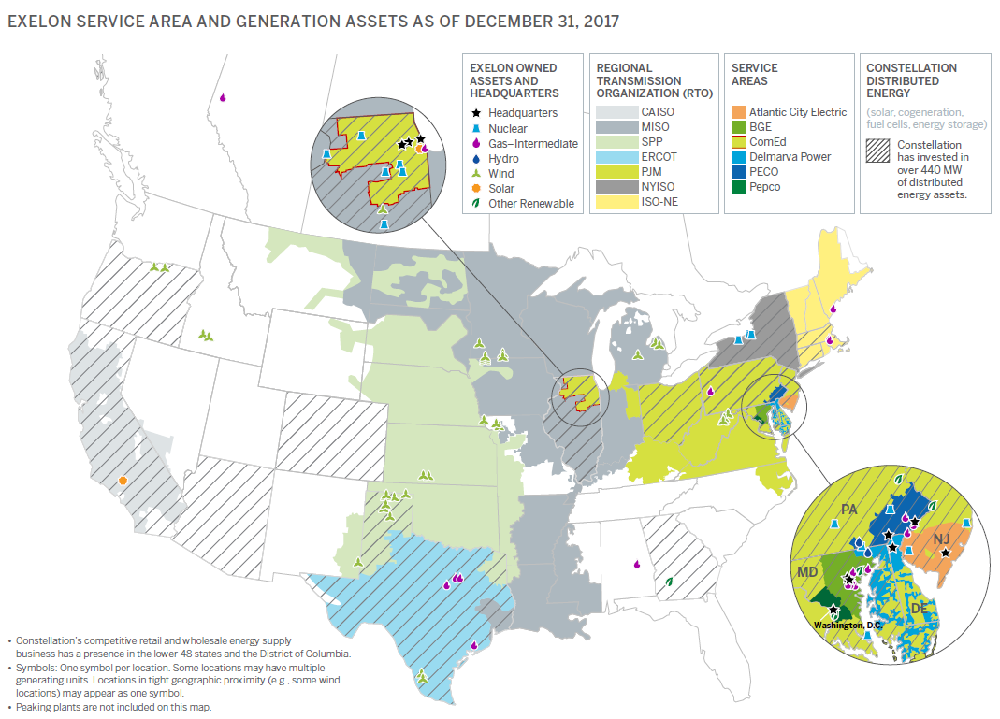 EXELON SERVICE AREA AND GENERATION ASSETS AS OF DECEMBER 31, 2017
EXELON OWNED
ASSETS AND
HEADQUARTERS
Headquarters
Nuclear
Gas–Intermediate
Hydro
Wind
Solar
Other Renewable
REGIONAL
TRANSMISSION
ORGANIZATION (RTO)
CAISO
MISO
SPP
ERCOT
PJM
NYISO
ISO-NE
SERVICE
AREAS
Atlantic City Electric
BGE
ComEd
Delmarva Power
PECO
Pepco
CONSTELLATION
DISTRIBUTED
ENERGY
(solar, cogeneration,
fuel cells, energy storage)
Constellation
has invested in
over 440 MW
of distributed
energy assets.
PA
NJ
MD
DE
Washington, D.C.
• Constellation’s competitive retail and wholesale energy supply
business has a presence in the lower 48 states and the District of Columbia.
• Symbols: One symbol per location. Some locations may have multiple
generating units. Locations in tight geographic proximity (e.g., some wind
locations) may appear as one symbol.
• Peaking plants are not included on this map.